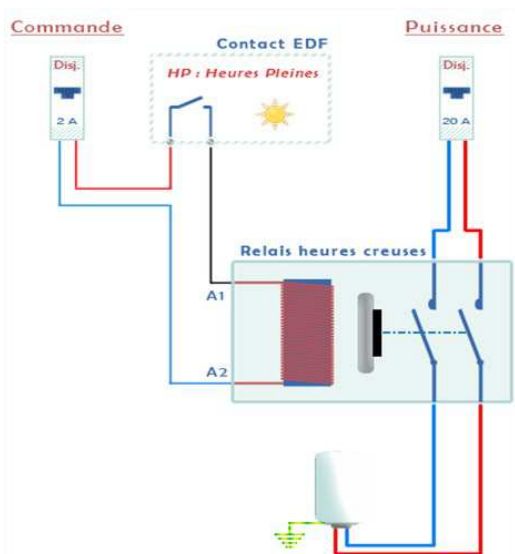 Commande
Puissance
Contact EDF
Disj.
HP : Heures Pleines
Disj.
2 A
20 A
Relais heures creuses
A1
A2